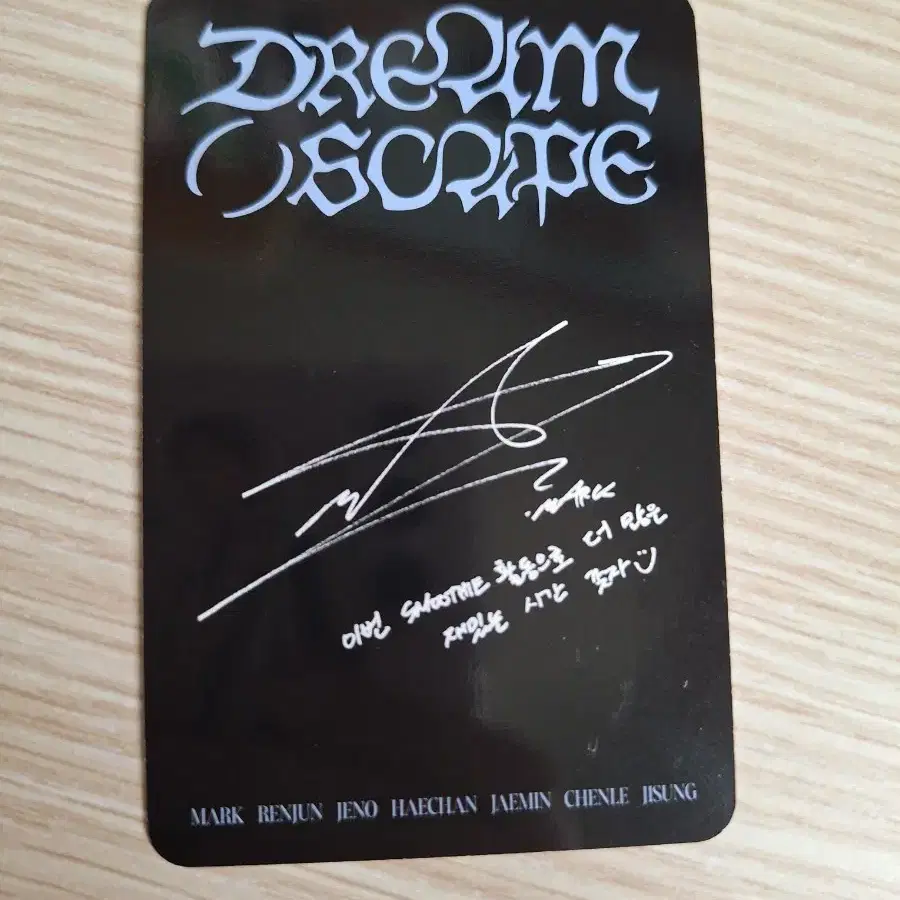 DREAM
()SCAPE
MARK
이번 SMOOTHIE 활동으로 더 많은
재밌는 시간 갖자 :)
MARK RENJUN JENO HAECHAN JAEMIN CHENLE JISUNG